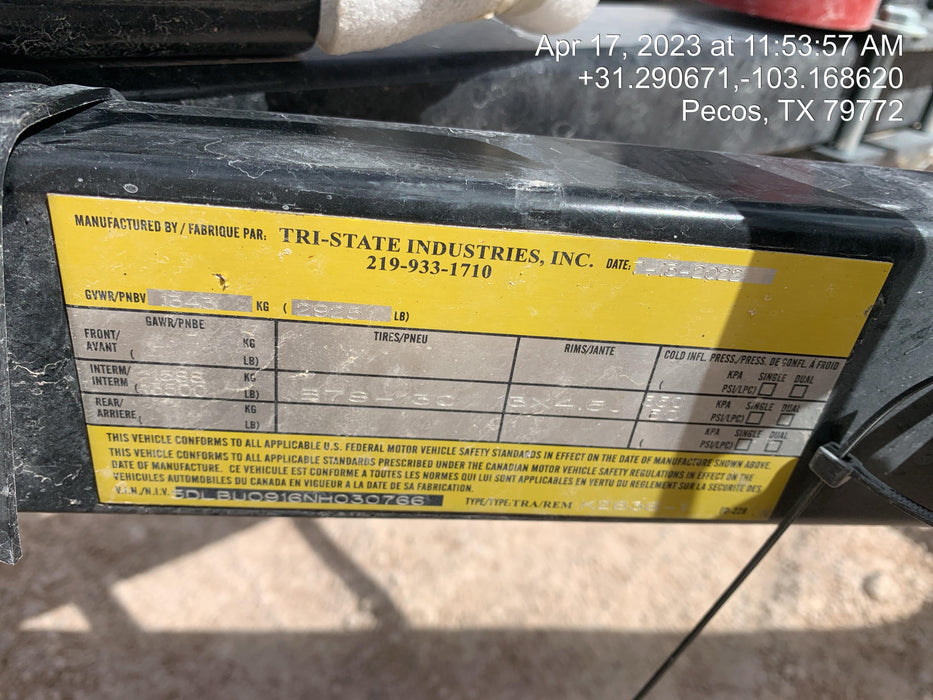 Apr 17, 2023 at 11:53:57 AM
+31.290671,-103.168620
Pecos, TX 79772
MANUFACTURED BY / FABRIQUE PAR: TRI-STATE INDUSTRIES, INC. DATE:
219-933-1710
GVWR/PNBV KG ( LB)
GAWR/PNBE TIRES/PNEU RIMS/JANTE COLD INFL. PRESS./PRESS. DE GONFL. À FROID
FRONT/ KG KPA SINGLE DUAL
AVANT ( LB) ( PSI/LPC)
INTERM/ KG KPA SINGLE DUAL
INTERM LB) PSI/LPC)
REAR/ KG KPA SINGLE DUAL
ARRIERE ( LB) ( PSI/LPC)
THIS VEHICLE CONFORMS TO ALL APPLICABLE U.S. FEDERAL MOTOR VEHICLE SAFETY STANDARDS IN EFFECT ON THE DATE OF MANUFACTURE SHOWN ABOVE.
THIS VEHICLE CONFORMS TO ALL APPLICABLE STANDARDS PRESCRIBED UNDER THE CANADIAN MOTOR VEHICLE SAFETY REGULATIONS IN EFFECT ON THE
DATE OF MANUFACTURE. CE VEHICULE EST CONFORME A TOUTES LES NORMES QUI LUI SONT APPLICABLES EN VERTU DU REGLEMENT SUR LA SECURITE DES
VEHICULES AUTOMOBILES DU CANADA EN VIGUEUR A LA DATE DE SA FABRICATION.
V.I.N./N.I.V. 5DLBU0916NH030766 TYPE/TYPE: TRA/REM